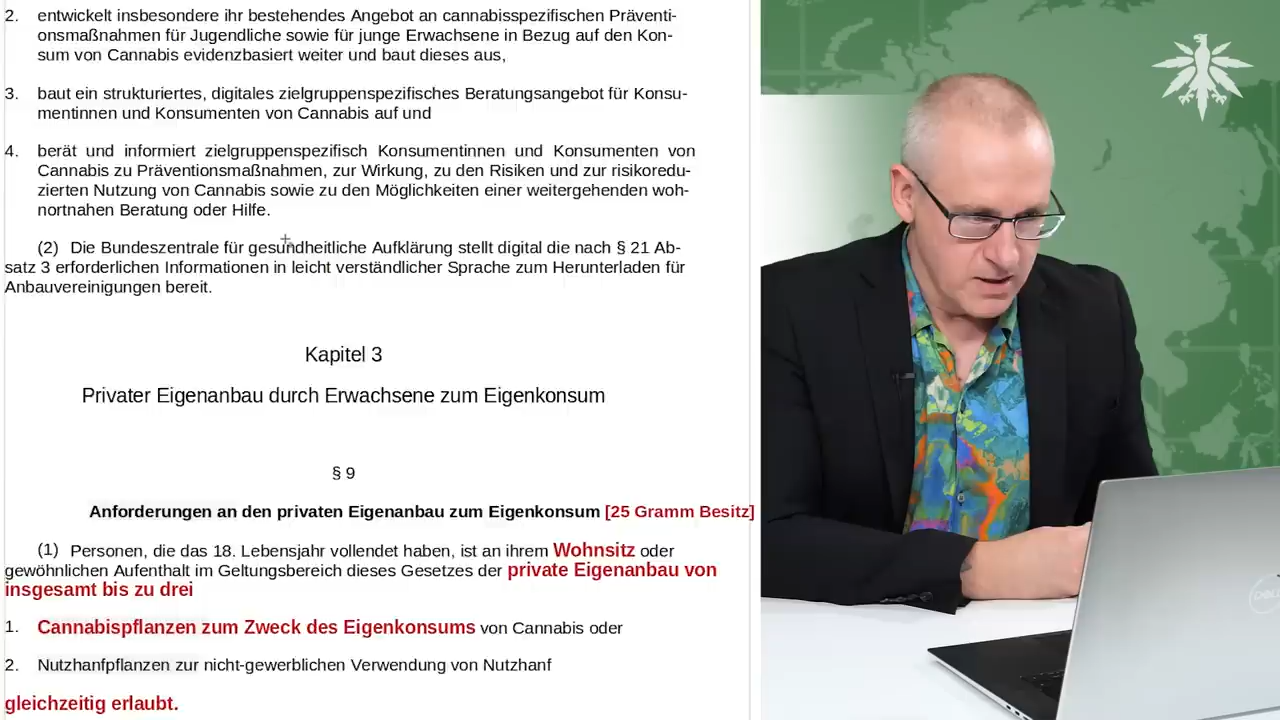 2. entwickelt insbesondere ihr bestehendes Angebot an cannabisspezifischen Präventi-
onsmaßnahmen für Jugendliche sowie für junge Erwachsene in Bezug auf den Kon-
sum von Cannabis evidenzbasiert weiter und baut dieses aus,
3. baut ein strukturiertes, digitales zielgruppenspezifisches Beratungsangebot für Konsu-
mentinnen und Konsumenten von Cannabis auf und
4. berät und informiert zielgruppenspezifisch Konsumentinnen und Konsumenten von
Cannabis zu Präventionsmaßnahmen, zur Wirkung, zu den Risiken und zur risikoredu-
zierten Nutzung von Cannabis sowie zu den Möglichkeiten einer weitergehenden woh-
nortnahen Beratung oder Hilfe.
(2) Die Bundeszentrale für gesundheitliche Aufklärung stellt digital die nach § 21 Ab-
satz 3 erforderlichen Informationen in leicht verständlicher Sprache zum Herunterladen für
Anbauvereinigungen bereit.
Kapitel 3
Privater Eigenanbau durch Erwachsene zum Eigenkonsum
§ 9
Anforderungen an den privaten Eigenanbau zum Eigenkonsum [25 Gramm Besitz]
(1) Personen, die das 18. Lebensjahr vollendet haben, ist an ihrem Wohnsitz oder
gewöhnlichen Aufenthalt im Geltungsbereich dieses Gesetzes der private Eigenanbau von
insgesamt bis zu drei
1. Cannabispflanzen zum Zweck des Eigenkonsums von Cannabis oder
2. Nutzhanfpflanzen zur nicht-gewerblichen Verwendung von Nutzhanf
gleichzeitig erlaubt.
DELL